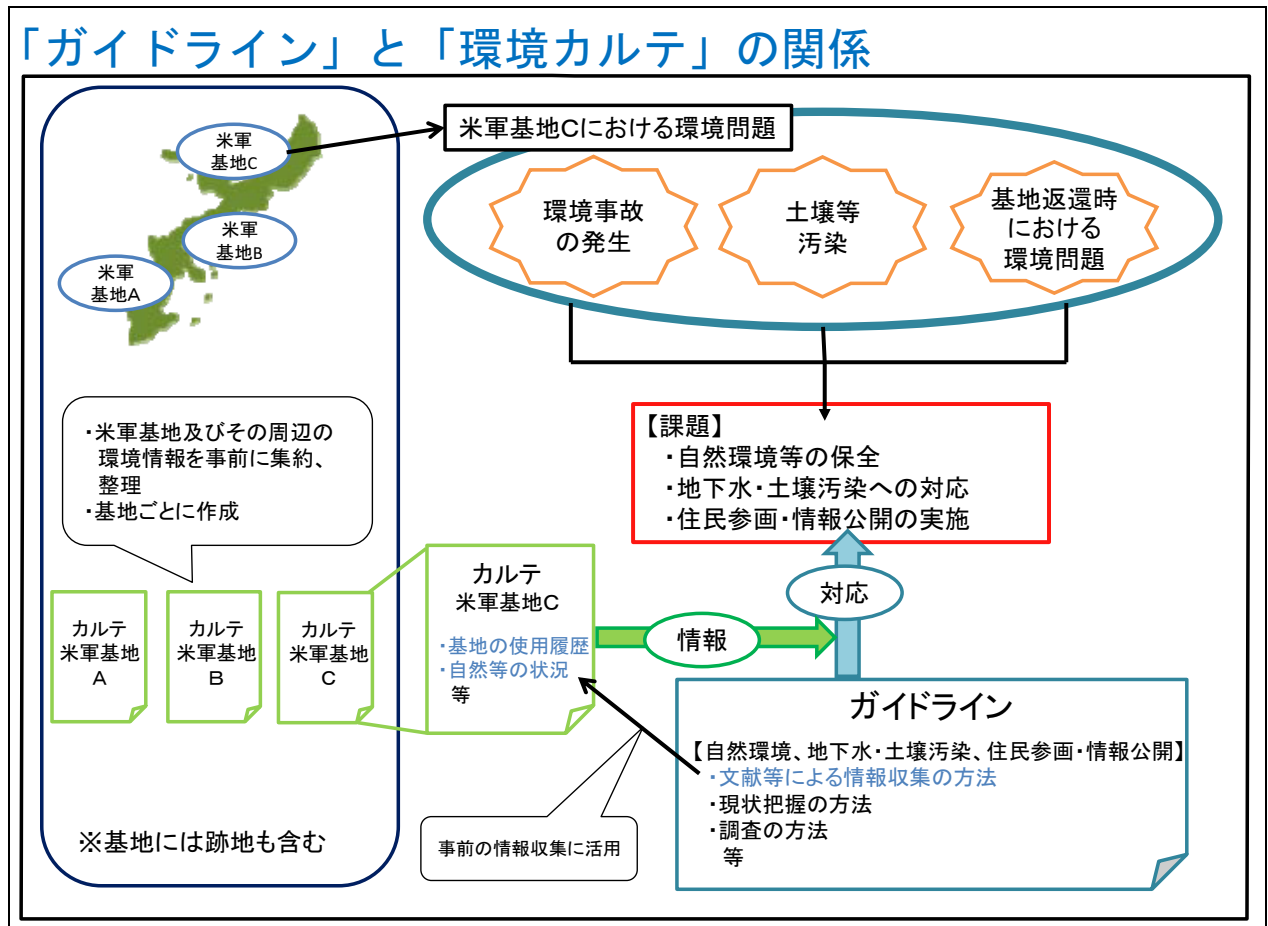 「ガイドライン」と「環境カルテ」の関係
米軍
基地C
米軍
基地B
米軍
基地A
米軍基地Cにおける環境問題
環境事故
の発生
土壌等
汚染
基地返還時
における
環境問題
【課題】
・自然環境等の保全
・地下水・土壌汚染への対応
・住民参画・情報公開の実施
・米軍基地及びその周辺の
環境情報を事前に集約、
整理
・基地ごとに作成
カルテ
米軍基地
A
カルテ
米軍基地
B
カルテ
米軍基地
C
カルテ
米軍基地C
・基地の使用履歴
・自然等の状況
等
情報
対応
ガイドライン
【自然環境、地下水・土壌汚染、住民参画・情報公開】
・文献等による情報収集の方法
・現状把握の方法
・調査の方法
等
事前の情報収集に活用
※基地には跡地も含む